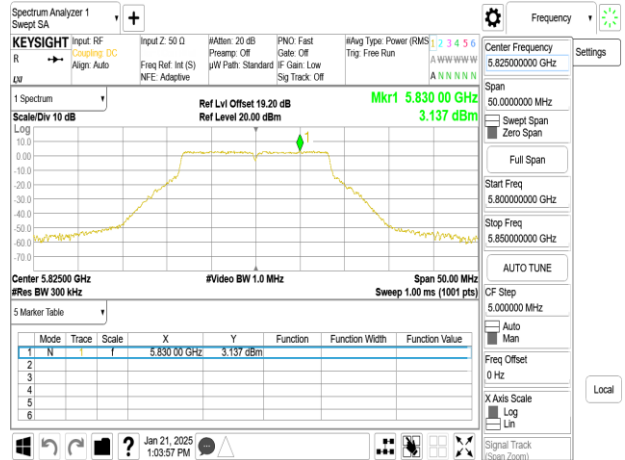 Spectrum Analyzer 1
Swept SA
▼
+
Frequency
▼
KEYSIGHT
R
Input: RF
Coupling: DC
Align: Auto
Input Z: 50 Ω
Freq Ref: Int (S)
NFE: Adaptive
#Atten: 20 dB
Preamp: Off
µW Path: Standard
PNO: Fast
Gate: Off
IF Gain: Low
Sig Track: Off
#Avg Type: Power (RMS
Trig: Free Run
1 2 3 4 5 6
A W W W W W
A N N N N N
1 Spectrum
▼
Scale/Div 10 dB
Ref Lvl Offset 19.20 dB
Ref Level 20.00 dBm
Mkr1 5.830 00 GHz
3.137 dBm
Log
10.0
0.00
-10.0
-20.0
-30.0
-40.0
-50.0
-60.0
-70.0
1
Center 5.82500 GHz
#Res BW 300 kHz
#Video BW 1.0 MHz
Span 50.00 MHz
Sweep 1.00 ms (1001 pts)
5 Marker Table
▼
Mode Trace Scale X Y Function Function Width Function Value
1 N 1 f 5.830 00 GHz 3.137 dBm
2
3
4
5
6
Jan 21, 2025
1:03:57 PM
?
Center Frequency
5.825000000 GHz
Settings
Span
50.0000000 MHz
Swept Span
Zero Span
Full Span
Start Freq
5.800000000 GHz
Stop Freq
5.850000000 GHz
AUTO TUNE
CF Step
5.000000 MHz
Auto
Man
Freq Offset
0 Hz
X Axis Scale
Log
Lin
Local
Signal Track
(Span Zoom)